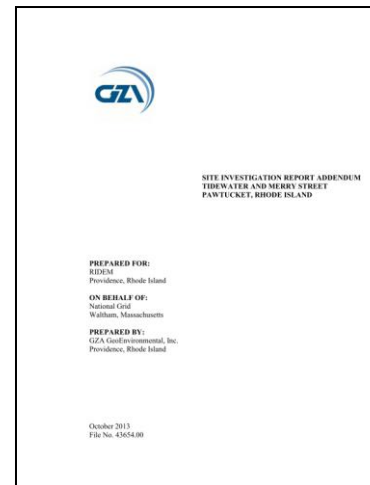 GZA
SITE INVESTIGATION REPORT ADDENDUM
TIDEWATER AND MERRY STREET
PAWTUCKET, RHODE ISLAND
PREPARED FOR:
RIDEM
Providence, Rhode Island
ON BEHALF OF:
National Grid
Waltham, Massachusetts
PREPARED BY:
GZA GeoEnvironmental, Inc.
Providence, Rhode Island
October 2013
File No. 43654.00